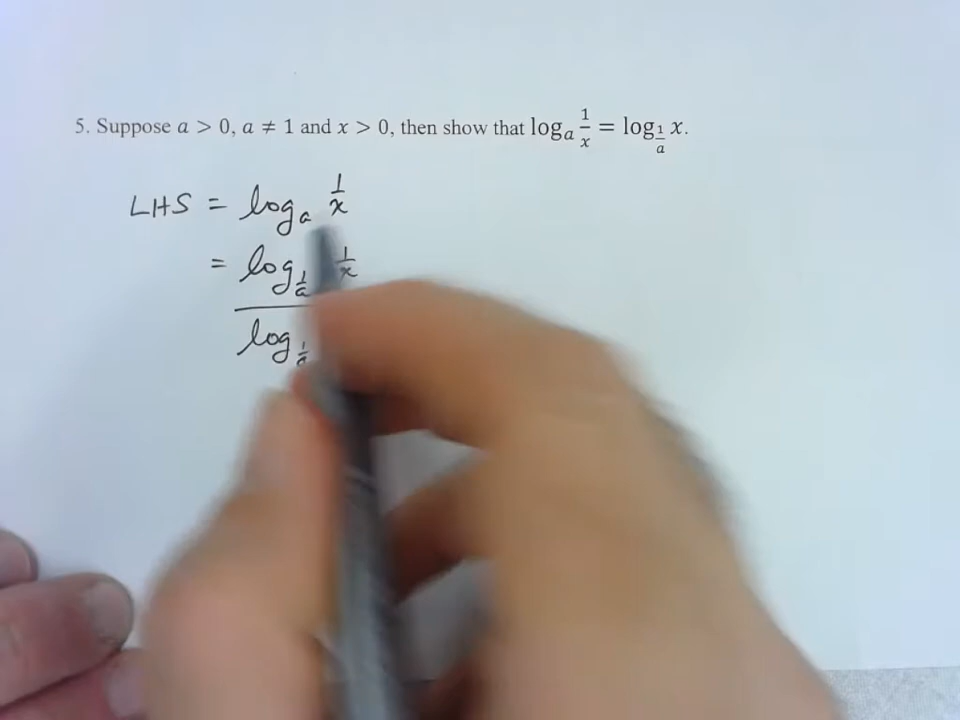 5. Suppose a > 0, a ≠ 1 and x > 0, then show that log_a 1/x = log_{1/a} x.
LHS = log_a 1/x
= log_{1/a} 1/x
log_{1/a}